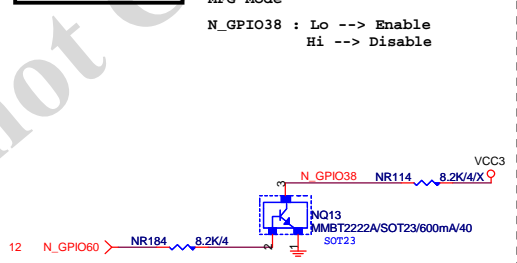 MFG Mode
N_GPIO38 : Lo --> Enable
Hi --> Disable
not
VCC3
3
N_GPIO38
NR114
8.2K/4/X
NQ13
MMBT2222A/SOT23/600mA/40
SOT23
12
N_GPIO60
NR184
8.2K/4
2
1